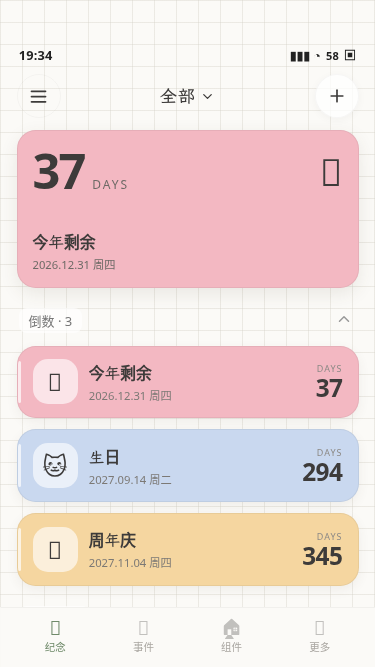 19:34
58
全部
37 DAYS
今年剩余
2026.12.31 周四
倒数 · 3
今年剩余
2026.12.31 周四
DAYS
37
生日
2027.09.14 周二
DAYS
294
周年庆
2027.11.04 周四
DAYS
345
纪念
事件
组件
更多